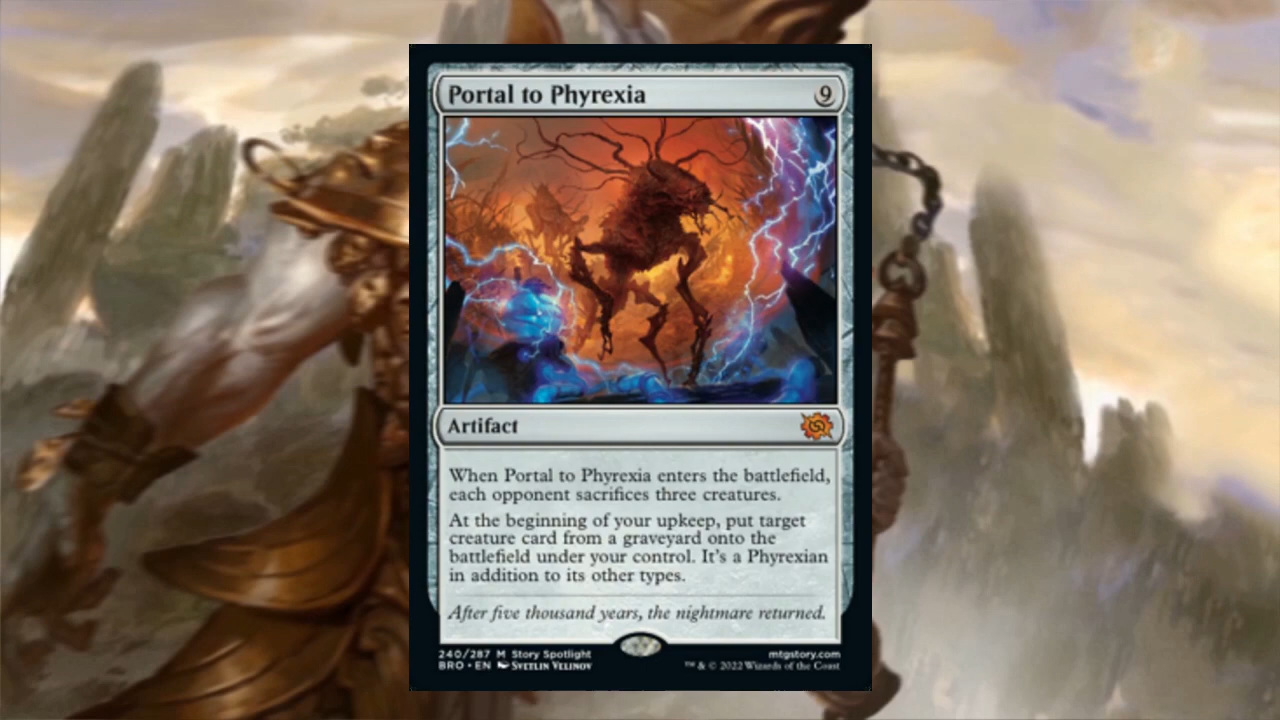 Portal to Phyrexia
9
Artifact
When Portal to Phyrexia enters the battlefield,
each opponent sacrifices three creatures.
At the beginning of your upkeep, put target
creature card from a graveyard onto the
battlefield under your control. It's a Phyrexian
in addition to its other types.
After five thousand years, the nightmare returned.
240/287 M Story Spotlight
BRO • EN Svetlin Velinov
mtgstory.com
™ & © 2022 Wizards of the Coast